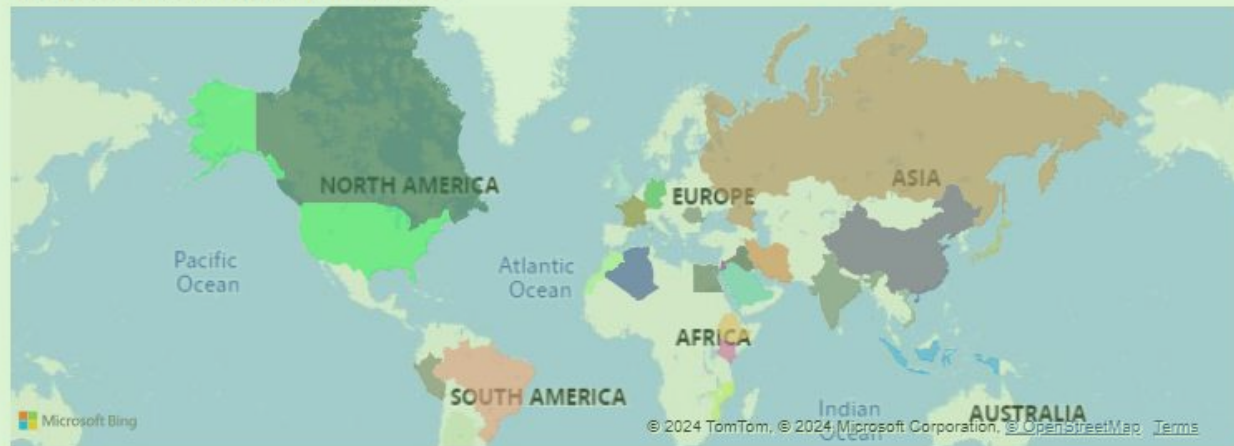 NORTH AMERICA
EUROPE
ASIA
Pacific
Ocean
Atlantic
Ocean
AFRICA
SOUTH AMERICA
Indian
Ocean
AUSTRALIA
Microsoft Bing
© 2024 TomTom, © 2024 Microsoft Corporation, © OpenStreetMap Terms